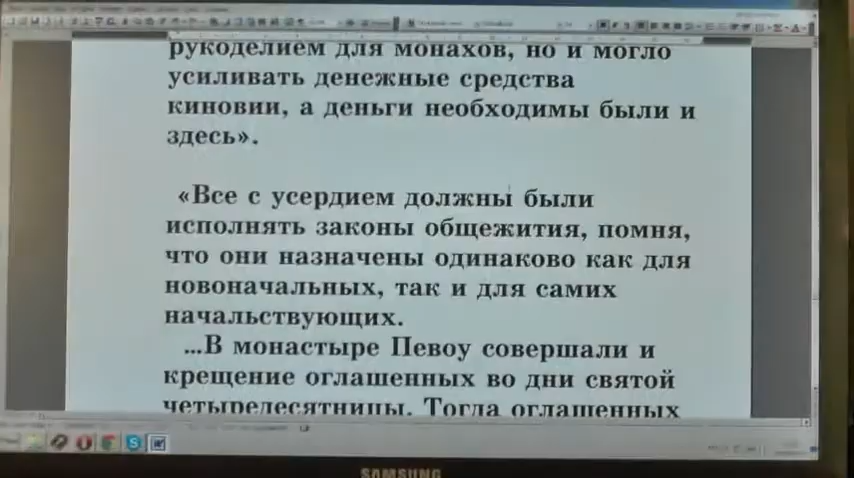 рукоделием для монахов, но и могло
усиливать денежные средства
киновии, а деньги необходимы были и
здесь».
«Все с усердием должны были
исполнять законы общежития, помня,
что они назначены одинаково как для
новоначальных, так и для самих
начальствующих.
...В монастыре Певоу совершали и
крещение оглашенных во дни святой
четыредесятницы. Тогда оглашенных
SAMSUNG